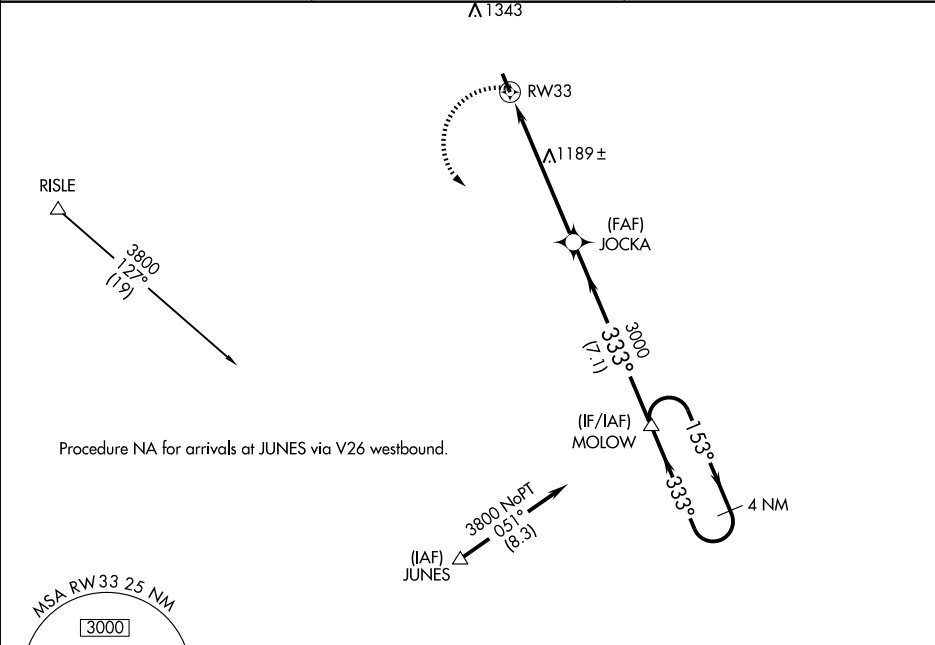 1343
RW33
1189±
RISLE
(FAF)
JOCKA
3800
127°
(19)
3000
333°
(7.1)
(IF/IAF)
MOLOW
153°
Procedure NA for arrivals at JUNES via V26 westbound.
333°
4 NM
3800 NoPT
051°
(8.3)
(IAF)
JUNES
MSA RW33 25 NM
3000